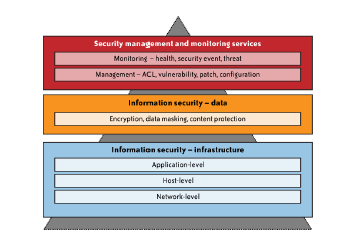 Security management and monitoring services
Monitoring – health, security event, threat
Management – ACL, vulnerability, patch, configuration
Information security – data
Encryption, data masking, content protection
Information security – infrastructure
Application-level
Host-level
Network-level